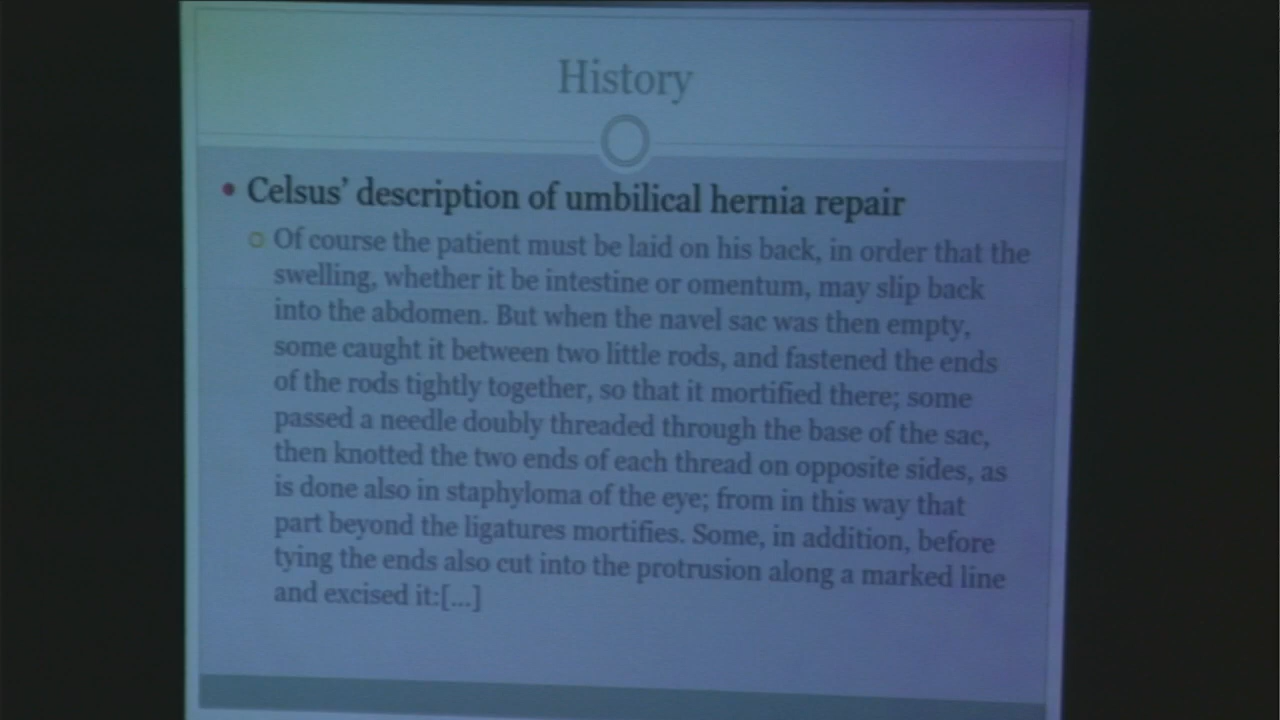 History
Celsus' description of umbilical hernia repair
Of course the patient must be laid on his back, in order that the
swelling, whether it be intestine or omentum, may slip back
into the abdomen. But when the navel sac was then empty,
some caught it between two little rods, and fastened the ends
of the rods tightly together, so that it mortified there; some
passed a needle doubly threaded through the base of the sac,
then knotted the two ends of each thread on opposite sides, as
is done also in staphyloma of the eye; from in this way that
part beyond the ligatures mortifies. Some, in addition, before
tying the ends also cut into the protrusion along a marked line
and excised it:[...]